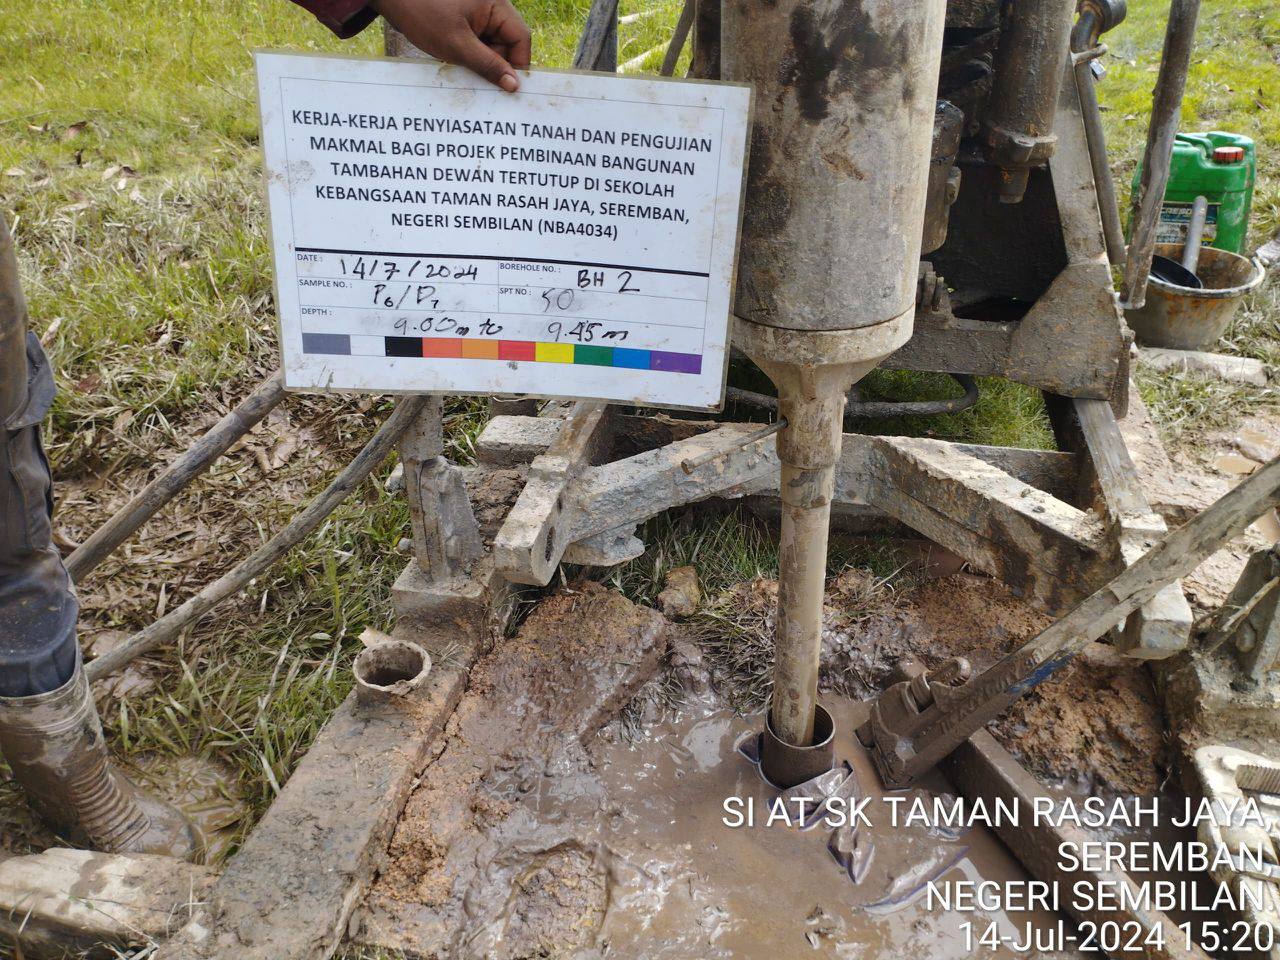 KERJA-KERJA PENYIASATAN TANAH DAN PENGUJIAN
MAKMAL BAGI PROJEK PEMBINAAN BANGUNAN
TAMBAHAN DEWAN TERTUTUP DI SEKOLAH
KEBANGSAAN TAMAN RASAH JAYA, SEREMBAN,
NEGERI SEMBILAN (NBA4034)
DATE: 14/7/2024 BOREHOLE NO.: BH 2
SAMPLE NO.: P6/D7 SPT NO: 50
DEPTH: 9.00m to 9.45m
SI AT SK TAMAN RASAH JAYA,
SEREMBAN,
NEGERI SEMBILAN.
14-Jul-2024 15:20